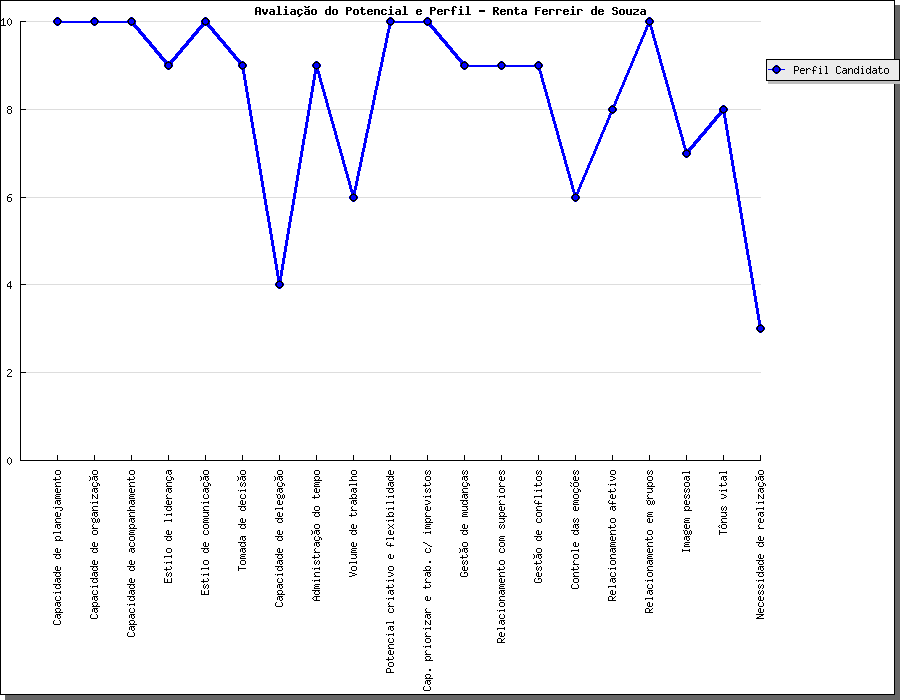 Avaliação do Potencial e Perfil - Renta Ferreir de Souza
10
8
6
4
2
0
Perfil Candidato
Capacidade de planejamento
Capacidade de organização
Capacidade de acompanhamento
Estilo de liderança
Estilo de comunicação
Tomada de decisão
Capacidade de delegação
Administração do tempo
Volume de trabalho
Potencial criativo e flexibilidade
Cap. priorizar e trab. c/ imprevistos
Gestão de mudanças
Relacionamento com superiores
Gestão de conflitos
Controle das emoções
Relacionamento afetivo
Relacionamento em grupos
Imagem pessoal
Tônus vital
Necessidade de realização